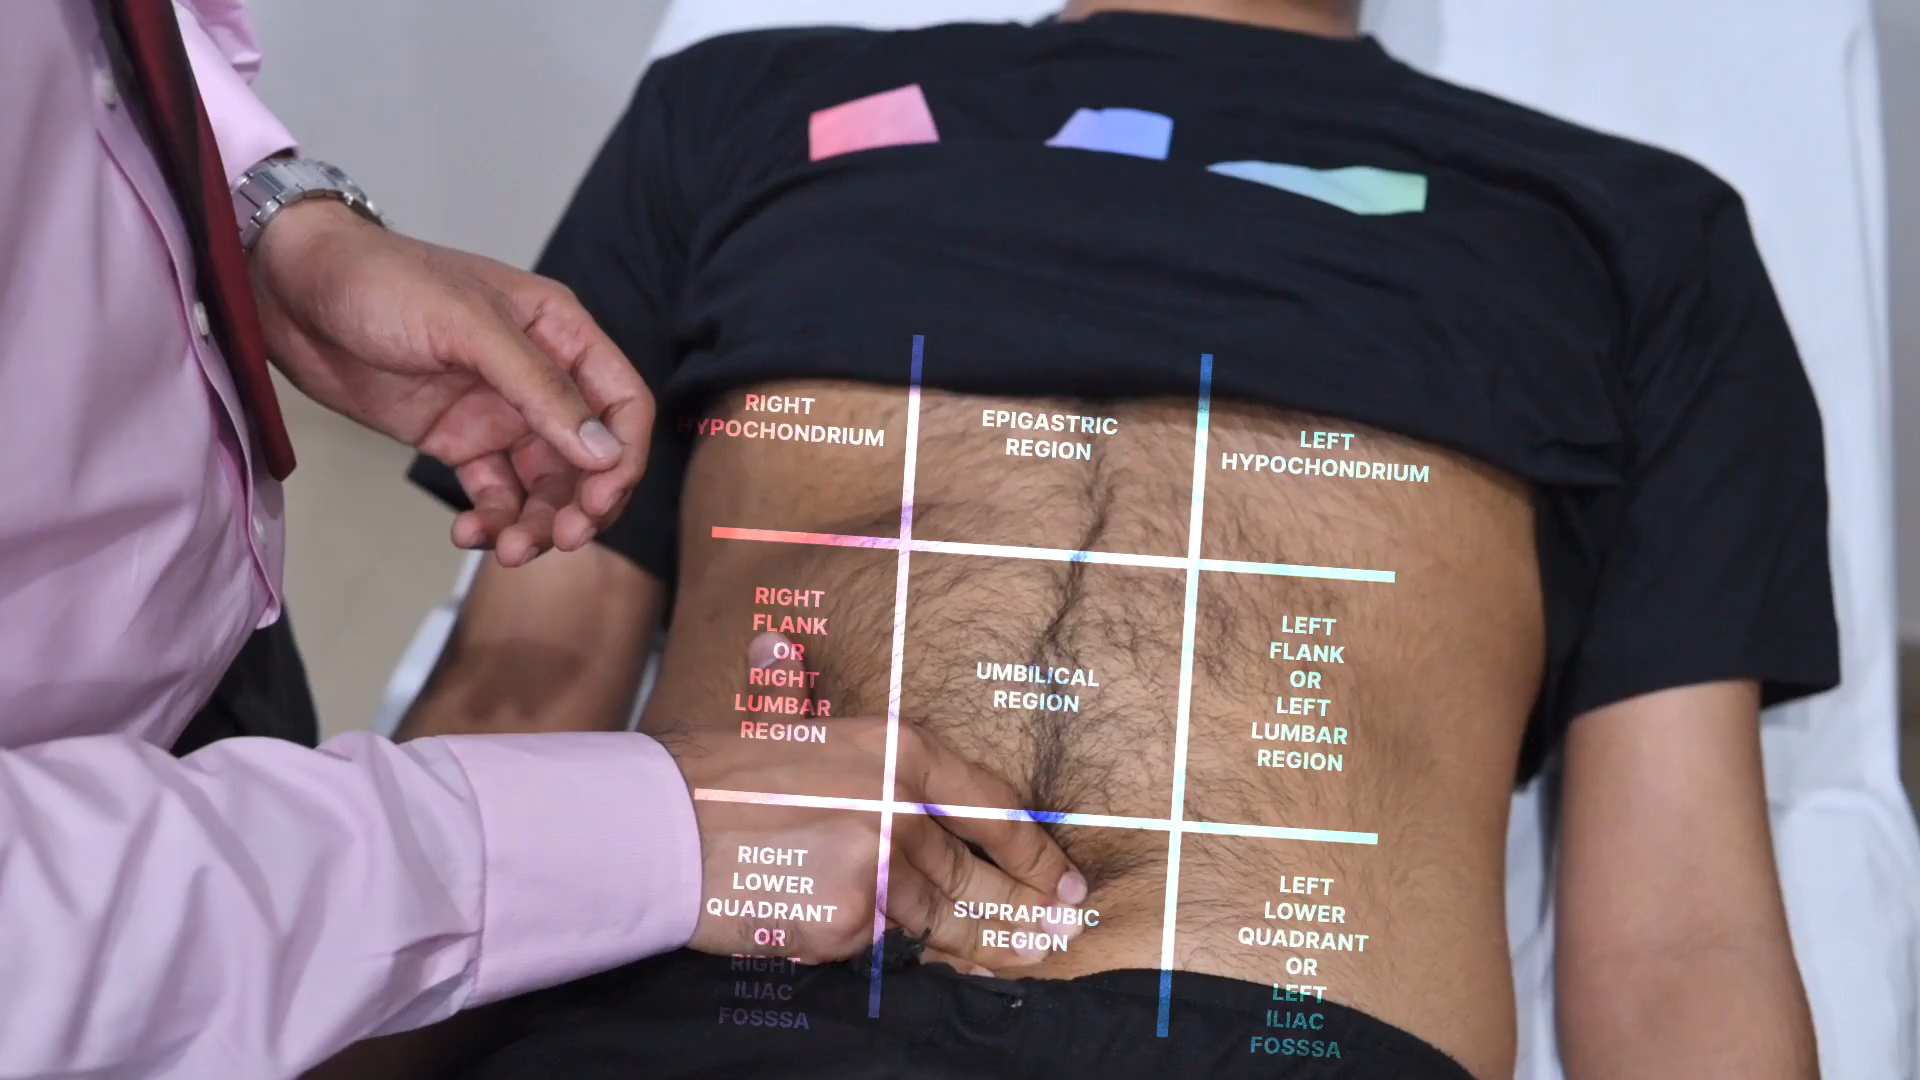 RIGHT
HYPOCHONDRIUM
EPIGASTRIC
REGION
LEFT
HYPOCHONDRIUM
RIGHT
FLANK
OR
RIGHT
LUMBAR
REGION
UMBILICAL
REGION
LEFT
FLANK
OR
LEFT
LUMBAR
REGION
RIGHT
LOWER
QUADRANT
OR
RIGHT
ILIAC
FOSSSA
SUPRAPUBIC
REGION
LEFT
LOWER
QUADRANT
OR
LEFT
ILIAC
FOSSSA